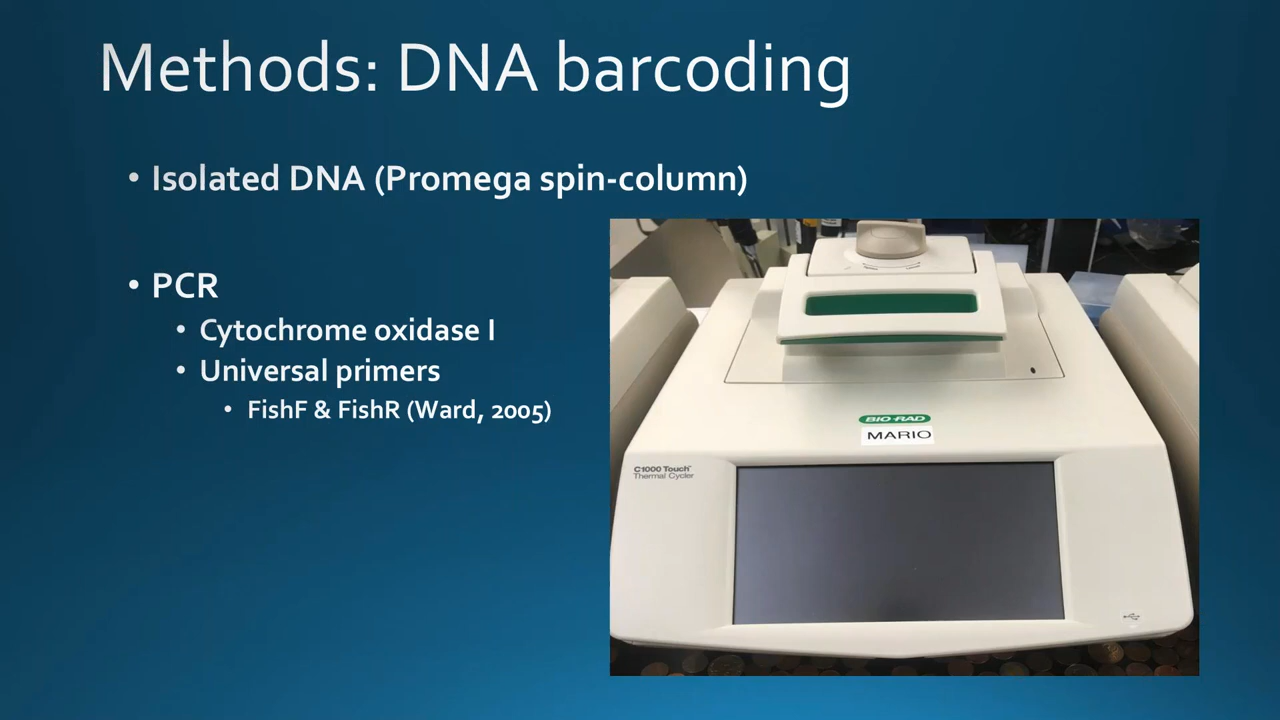 Methods: DNA barcoding
• Isolated DNA (Promega spin-column)
• PCR
• Cytochrome oxidase I
• Universal primers
• FishF & FishR (Ward, 2005)
BIO-RAD
MARIO
C1000 Touch™
Thermal Cycler